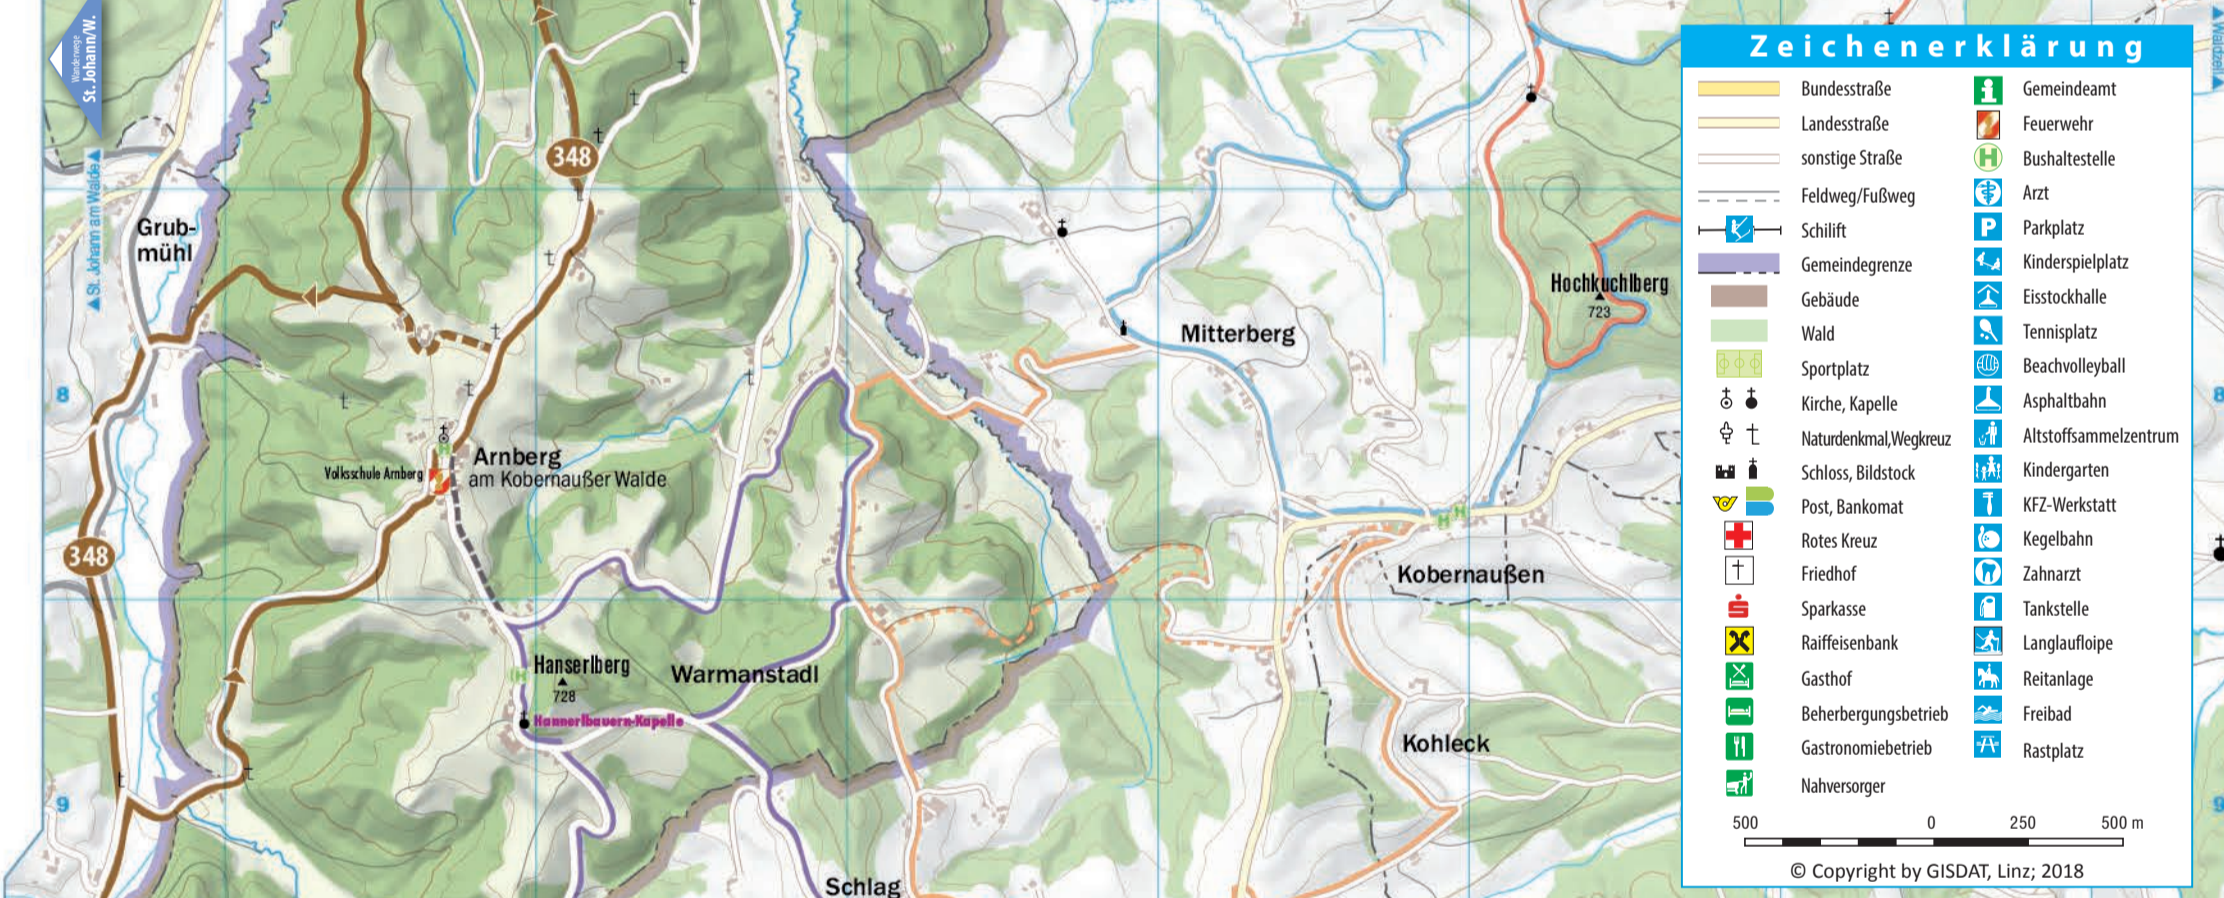 Wanderwege
St. Johann/W.
▲St. Johann am Walde▲
Grub-
mühl
348
8
348
9
Volksschule Arnberg
H
Arnberg
am Kobernaußer Walde
H
Hanserlberg
728
Hannerlbauern-Kapelle
Warmanstadl
Schlag
Mitterberg
Hochkuchlberg
723
H H
Kobernaußen
Kohleck
8
9
Zeichenerklärung
Bundesstraße
Landesstraße
sonstige Straße
Feldweg/Fußweg
Schilift
Gemeindegrenze
Gebäude
Wald
Sportplatz
Kirche, Kapelle
Naturdenkmal,Wegkreuz
Schloss, Bildstock
Post, Bankomat
Rotes Kreuz
Friedhof
Sparkasse
Raiffeisenbank
Gasthof
Beherbergungsbetrieb
Gastronomiebetrieb
Nahversorger
Gemeindeamt
Feuerwehr
H Bushaltestelle
Arzt
P Parkplatz
Kinderspielplatz
Eisstockhalle
Tennisplatz
Beachvolleyball
Asphaltbahn
Altstoffsammelzentrum
Kindergarten
KFZ-Werkstatt
Kegelbahn
Zahnarzt
Tankstelle
Langlaufloipe
Reitanlage
Freibad
Rastplatz
500 0 250 500 m
© Copyright by GISDAT, Linz; 2018